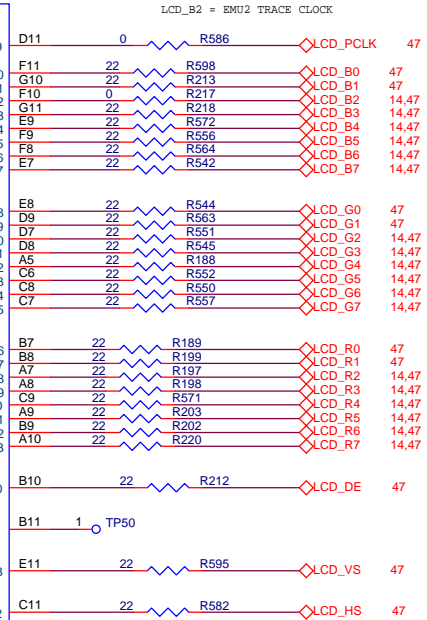 LCD_B2 = EMU2 TRACE CLOCK
D11 0 R586 LCD_PCLK 47
F11 22 R598 LCD_B0 47
G10 22 R213 LCD_B1 47
F10 0 R217 LCD_B2 14,47
G11 22 R218 LCD_B3 14,47
E9 22 R572 LCD_B4 14,47
F9 22 R556 LCD_B5 14,47
F8 22 R564 LCD_B6 14,47
E7 22 R542 LCD_B7 14,47
E8 22 R544 LCD_G0 47
D9 22 R563 LCD_G1 47
D7 22 R551 LCD_G2 14,47
D8 22 R545 LCD_G3 14,47
A5 22 R188 LCD_G4 14,47
C6 22 R552 LCD_G5 14,47
C8 22 R550 LCD_G6 14,47
C7 22 R557 LCD_G7 14,47
B7 22 R189 LCD_R0 47
B8 22 R199 LCD_R1 47
A7 22 R197 LCD_R2 14,47
A8 22 R198 LCD_R3 14,47
C9 22 R571 LCD_R4 14,47
A9 22 R203 LCD_R5 14,47
B9 22 R202 LCD_R6 14,47
A10 22 R220 LCD_R7 14,47
B10 22 R212 LCD_DE 47
B11 1 TP50
E11 22 R595 LCD_VS 47
C11 22 R582 LCD_HS 47